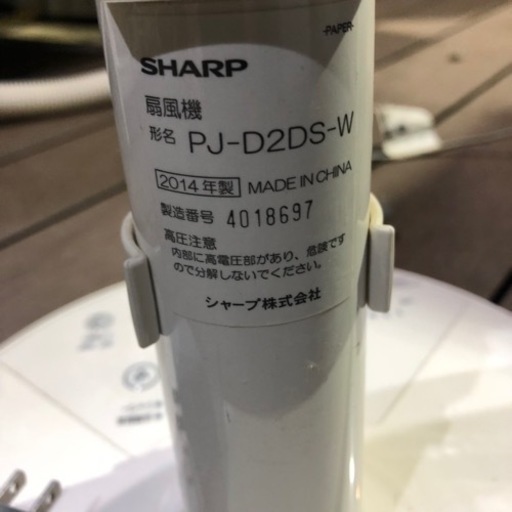 -PAPER-
SHARP
扇風機
形名 PJ-D2DS-W
2014年製 MADE IN CHINA
製造番号 4018697
高圧注意
内部に高電圧部があり、危険です
ので分解しないでください。
シャープ株式会社